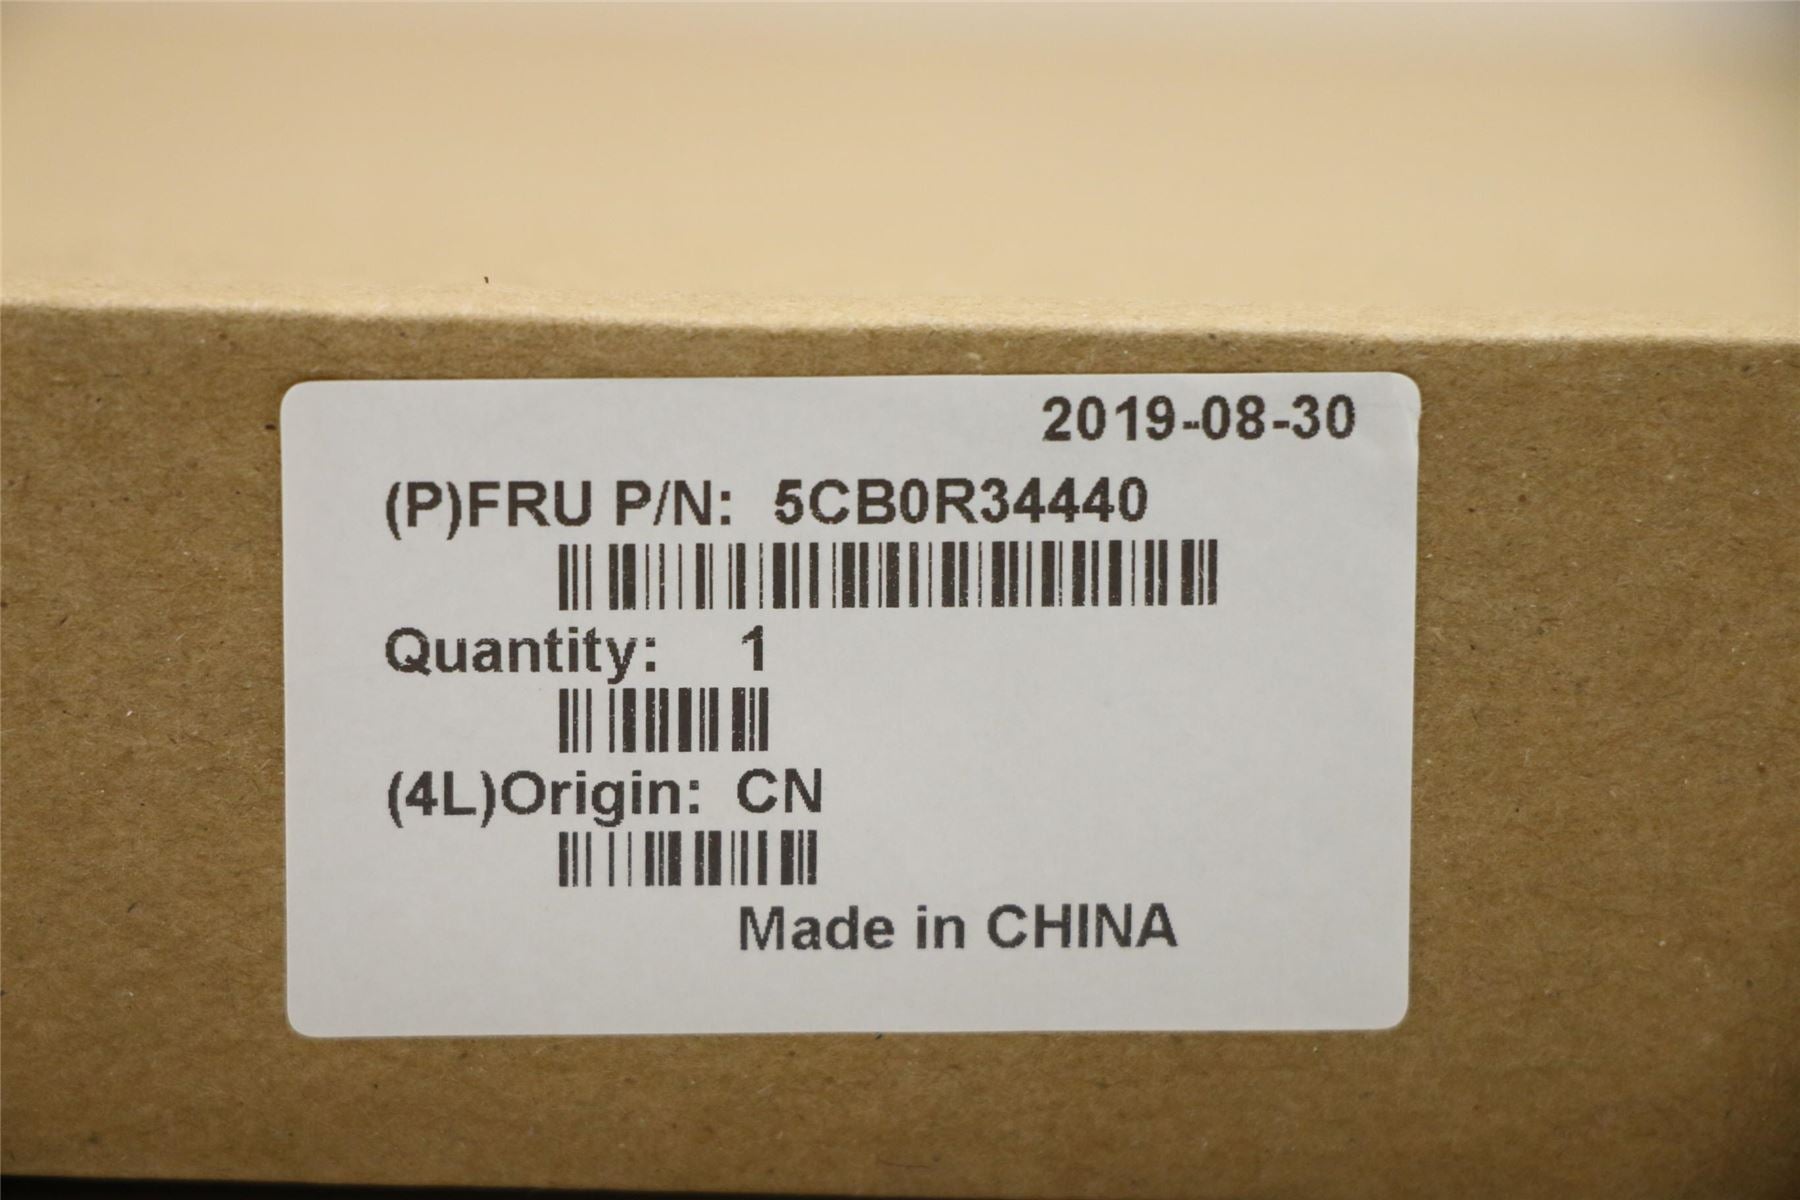 2019-08-30
(P)FRU P/N: 5CB0R34440
Quantity: 1
(4L)Origin: CN
Made in CHINA